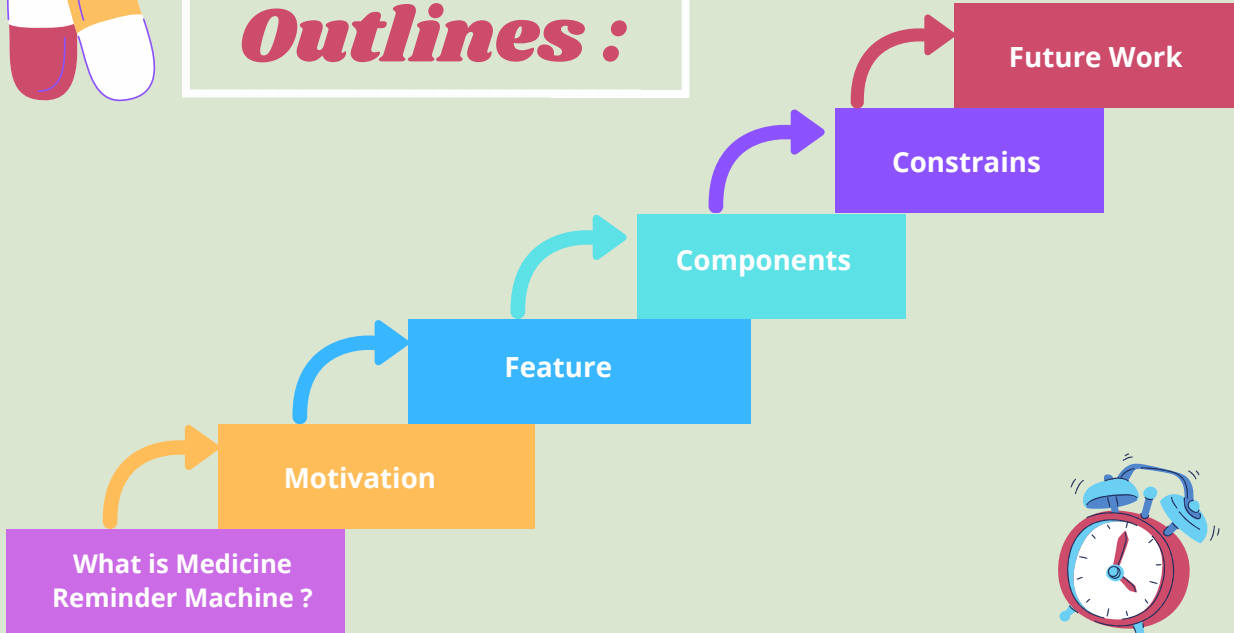 Outlines :
Future Work
Constrains
Components
Feature
Motivation
What is Medicine
Reminder Machine ?